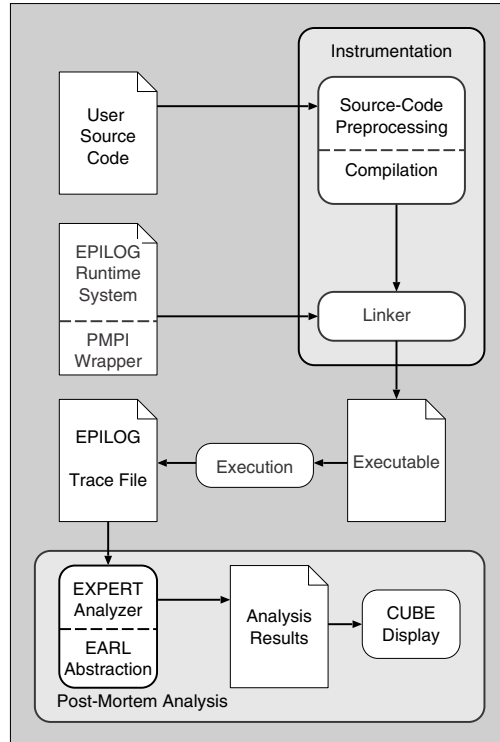 Instrumentation
User
Source
Code
Source-Code
Preprocessing
Compilation
EPILOG
Runtime
System
PMPI
Wrapper
Linker
EPILOG
Trace File
Execution
Executable
EXPERT
Analyzer
EARL
Abstraction
Analysis
Results
CUBE
Display
Post-Mortem Analysis